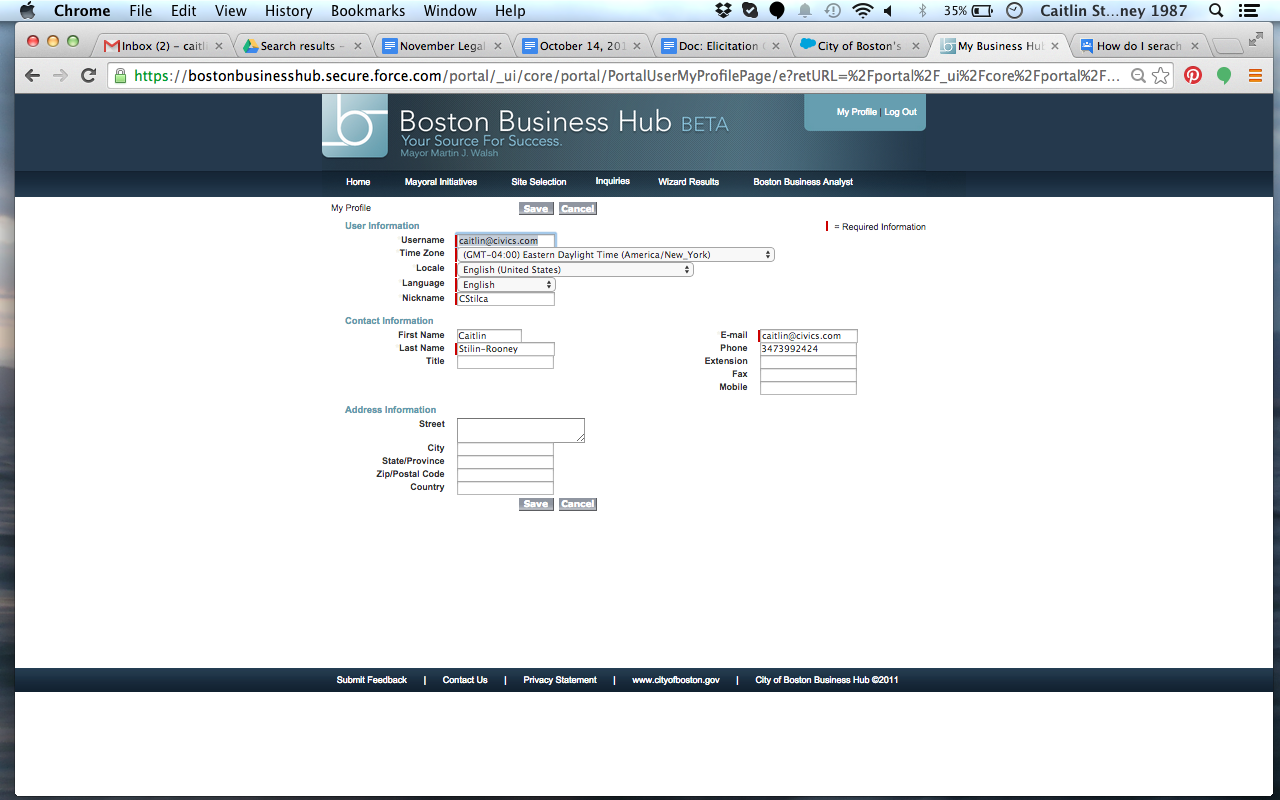 Chrome File Edit View History Bookmarks Window Help 35% Caitlin St...ney 1987
Inbox (2) – caitl Search results – November Legal October 14, 201 Doc: Elicitation City of Boston's My Business Hu How do I serach
https://bostonbusinesshub.secure.force.com/portal/_ui/core/portal/PortalUserMyProfilePage/e?retURL=%2Fportal%2F_ui%2Fcore%2Fportal%2F...
My Profile | Log Out
Boston Business Hub BETA
Your Source For Success.
Mayor Martin J. Walsh
Home Mayoral Initiatives Site Selection Inquiries Wizard Results Boston Business Analyst
My Profile Save Cancel
User Information = Required Information
Username caitlin@civics.com
Time Zone (GMT-04:00) Eastern Daylight Time (America/New_York)
Locale English (United States)
Language English
Nickname CStilca
Contact Information
First Name Caitlin E-mail caitlin@civics.com
Last Name Stilin-Rooney Phone 3473992424
Title Extension
Fax
Mobile
Address Information
Street
City
State/Province
Zip/Postal Code
Country
Save Cancel
Submit Feedback | Contact Us | Privacy Statement | www.cityofboston.gov | City of Boston Business Hub ©2011